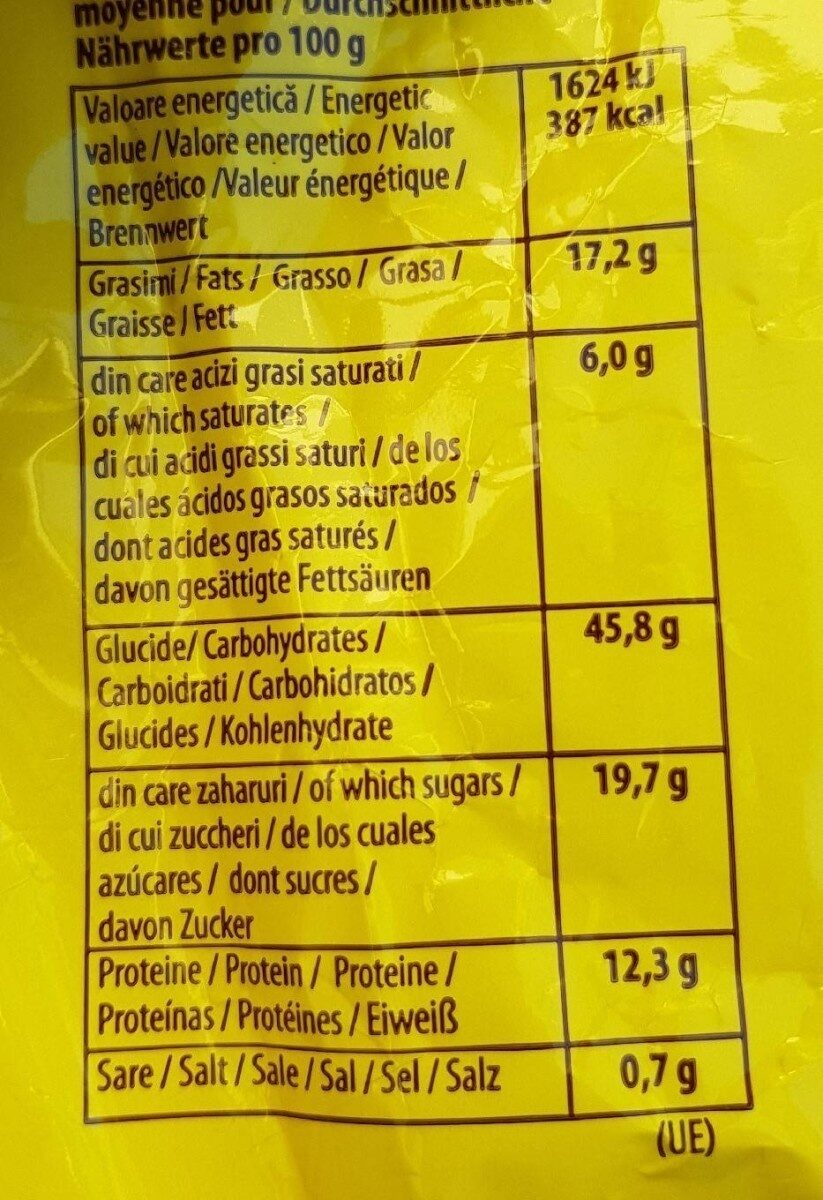 moyenne pour /
Nährwerte pro 100 g
Valoare energetică / Energetic
value / Valore energetico / Valor
energético /Valeur énergétique /
Brennwert
1624 kJ
387 kcal
Grasimi / Fats / Grasso / Grasa /
Graisse / Fett
17,2 g
din care acizi grasi saturati /
of which saturates /
di cui acidi grassi saturi / de los
cuales ácidos grasos saturados /
dont acides gras saturés /
davon gesättigte Fettsäuren
6,0 g
Glucide/ Carbohydrates /
Carboidrati / Carbohidratos /
Glucides / Kohlenhydrate
45,8 g
din care zaharuri / of which sugars /
di cui zuccheri / de los cuales
azúcares / dont sucres /
davon Zucker
19,7 g
Proteine / Protein / Proteine /
Proteínas / Protéines / Eiweiß
12,3 g
Sare / Salt / Sale / Sal / Sel / Salz
0,7 g
(UE)